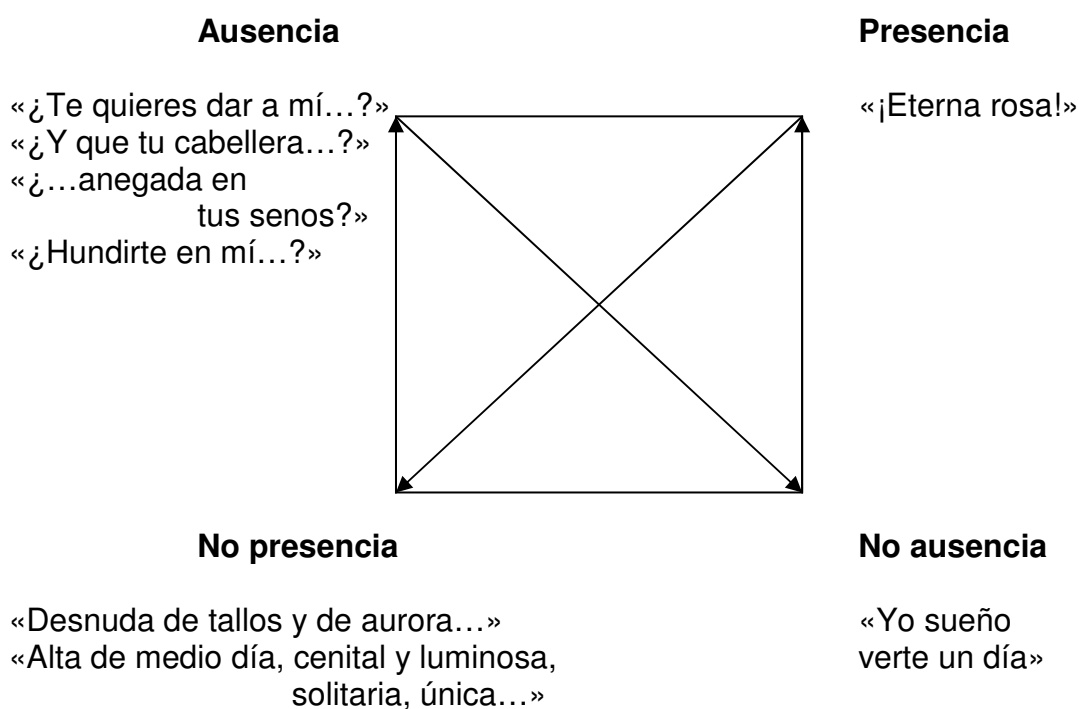 Ausencia
Presencia
«¿Te quieres dar a mí…?»
«¡Eterna rosa!»
«¿Y que tu cabellera…?»
«¿…anegada en
tus senos?»
«¿Hundirte en mí…?»
No presencia
No ausencia
«Desnuda de tallos y de aurora…»
«Yo sueño
«Alta de medio día, cenital y luminosa,
verte un día»
solitaria, única…»